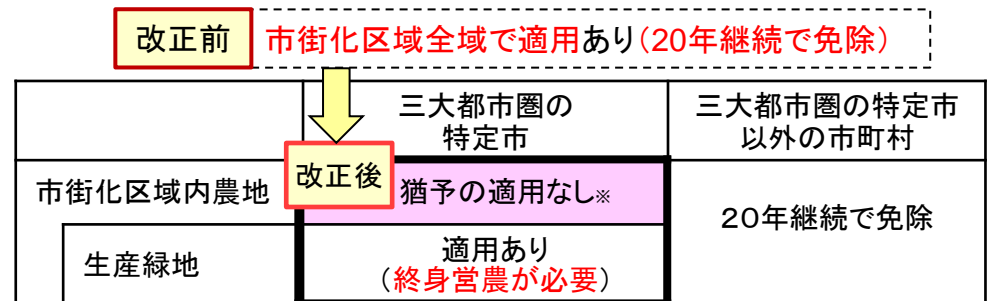 改正前
市街化区域全域で適用あり(20年継続で免除)
三大都市圏の
特定市
三大都市圏の特定市
以外の市町村
改正後
市街化区域内農地
猶予の適用なし※
20年継続で免除
生産緑地
適用あり
(終身営農が必要)